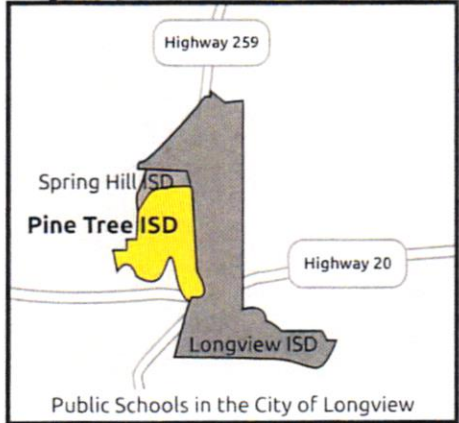 Highway 259
Spring Hill ISD
Pine Tree ISD
Highway 20
Longview ISD
Public Schools in the City of Longview